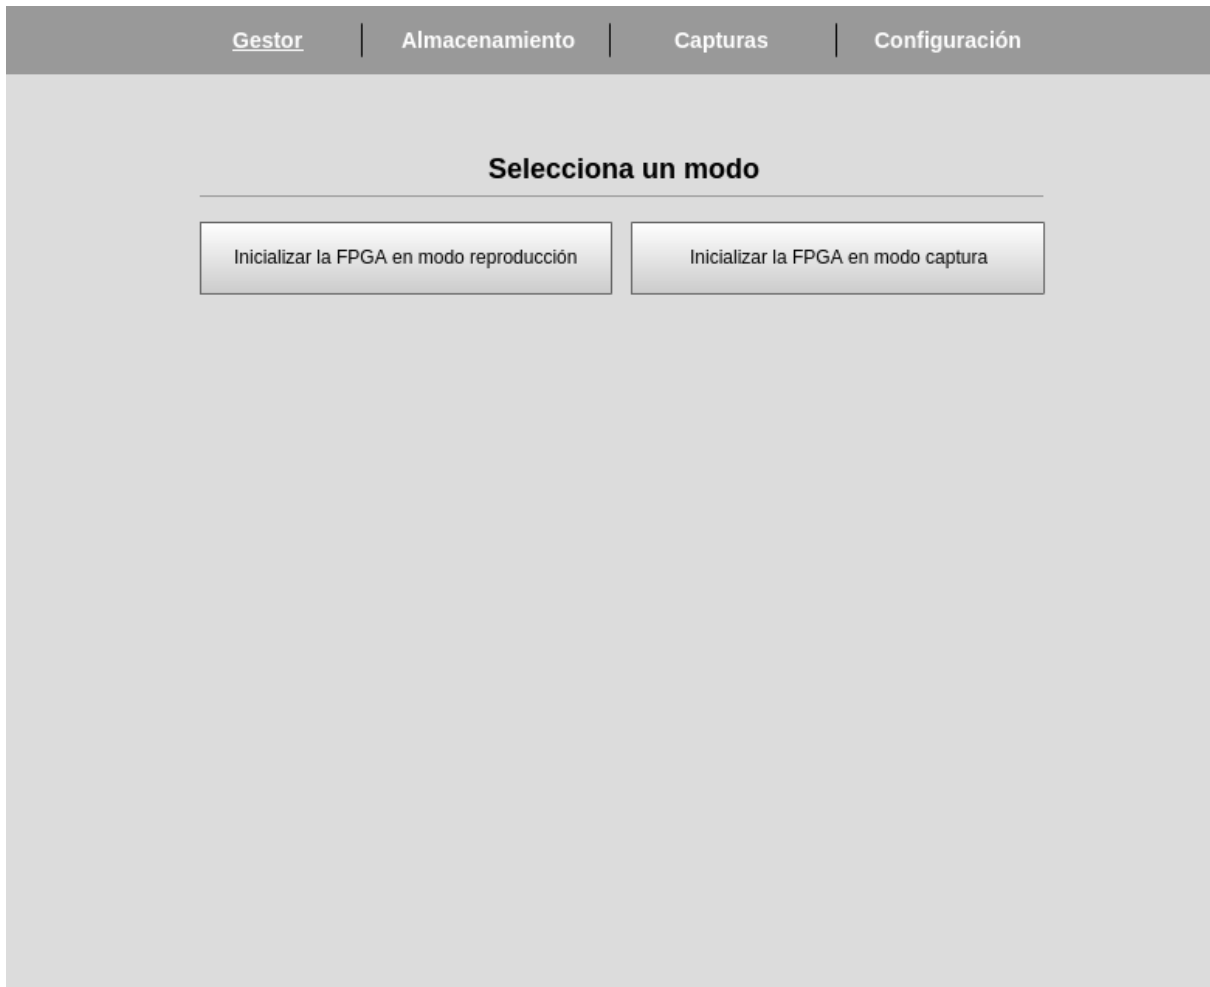 Gestor Almacenamiento Capturas Configuración
Selecciona un modo
Inicializar la FPGA en modo reproducción Inicializar la FPGA en modo captura